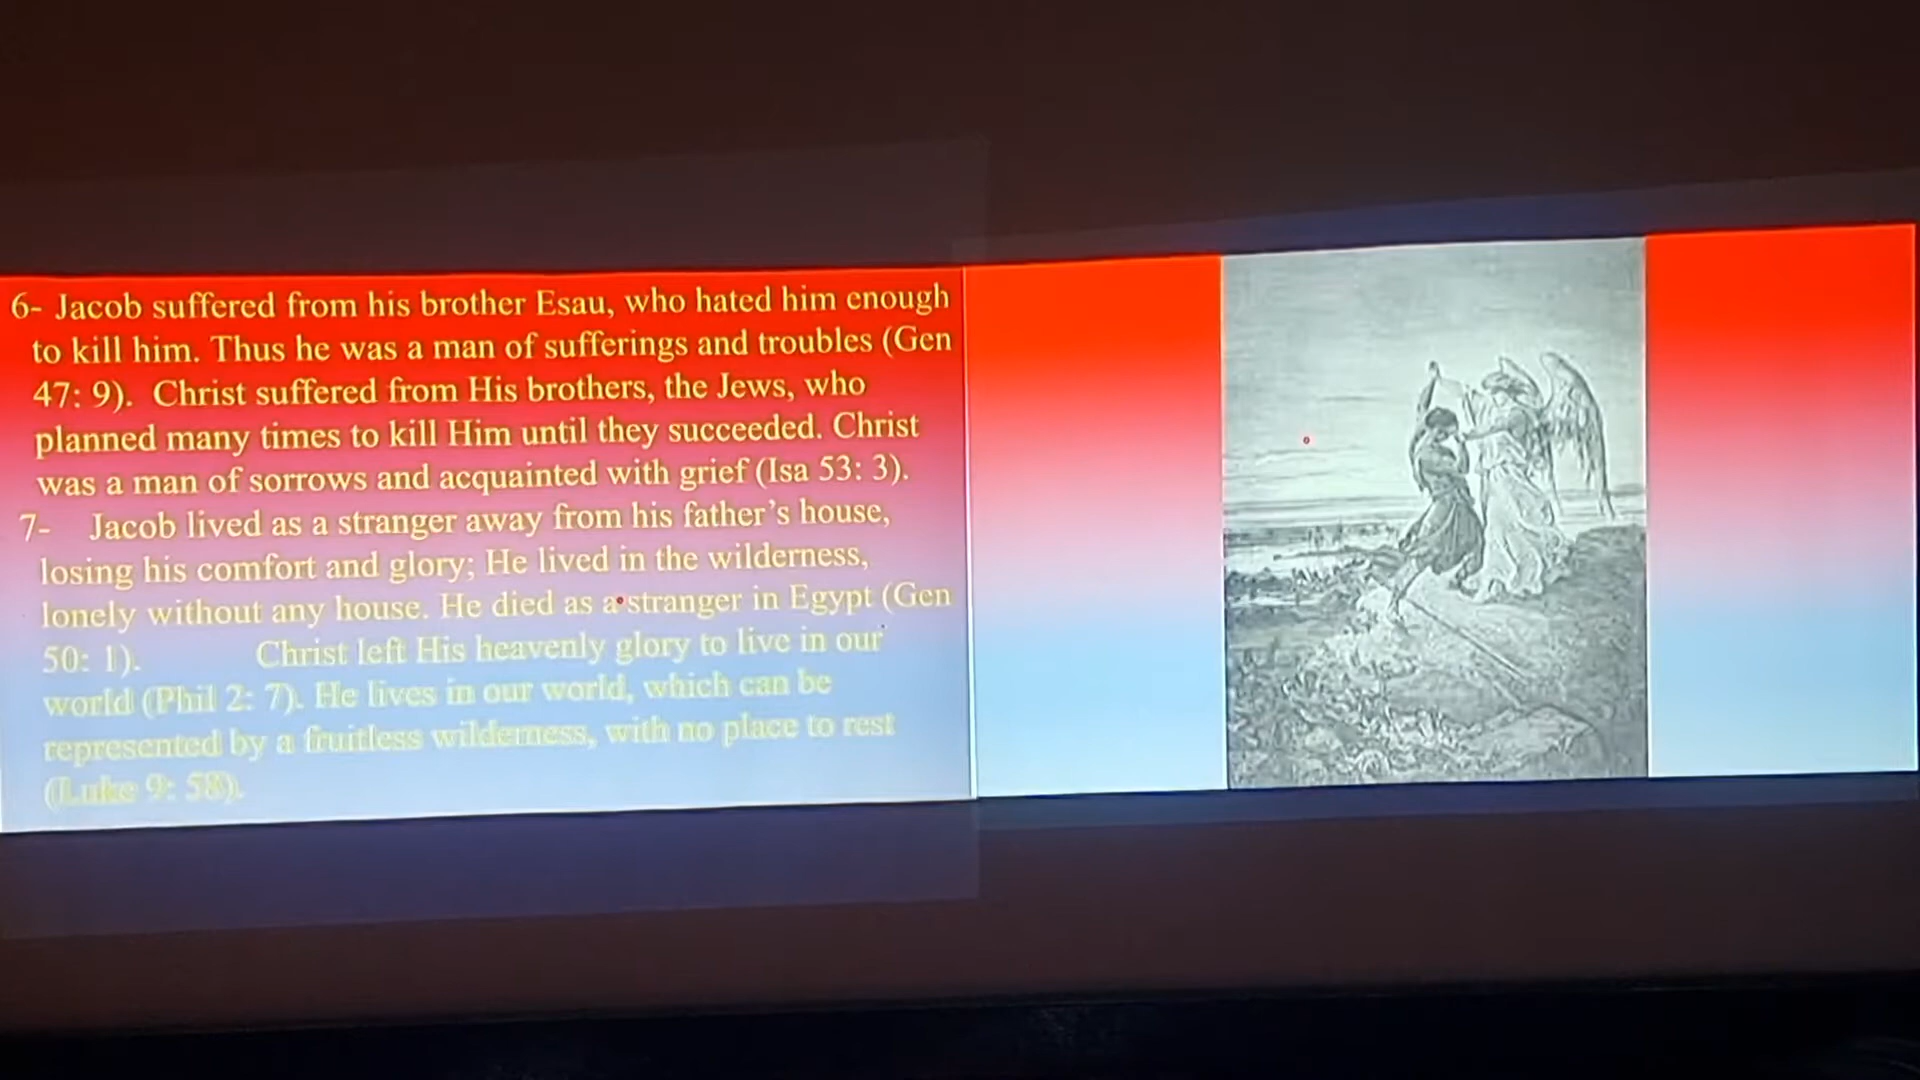 6- Jacob suffered from his brother Esau, who hated him enough
to kill him. Thus he was a man of sufferings and troubles (Gen
47: 9). Christ suffered from His brothers, the Jews, who
planned many times to kill Him until they succeeded. Christ
was a man of sorrows and acquainted with grief (Isa 53: 3).
7- Jacob lived as a stranger away from his father's house,
losing his comfort and glory; He lived in the wilderness,
lonely without any house. He died as a stranger in Egypt (Gen
50: 1). Christ left His heavenly glory to live in our
world (Phil 2: 7). He lives in our world, which can be
represented by a fruitless wilderness, with no place to rest
(Luke 9: 58).